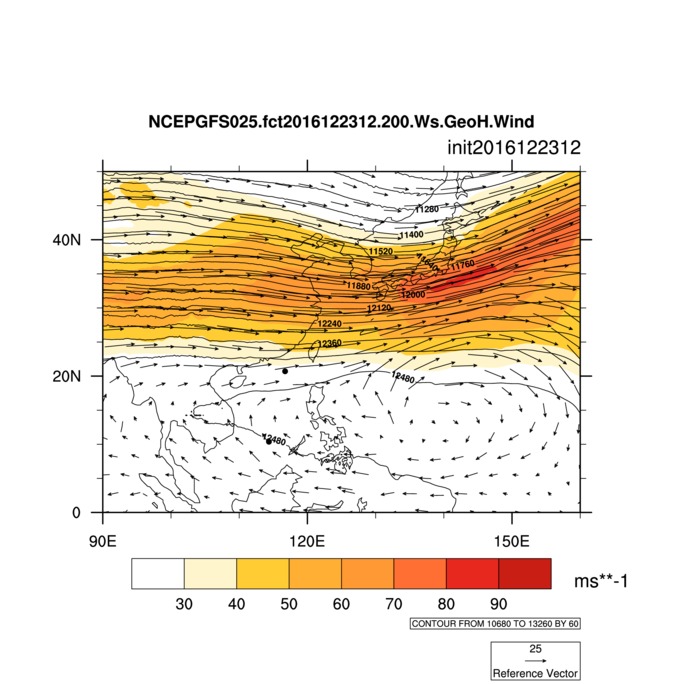 NCEPGFS025.fct2016122312.200.Ws.GeoH.Wind
init2016122312
11280
11400
11520
11640
11760
11880
12000
12120
12240
12360
12480
12480
40N
20N
0
90E 120E 150E
30 40 50 60 70 80 90
ms**-1
CONTOUR FROM 10680 TO 13260 BY 60
25
Reference Vector